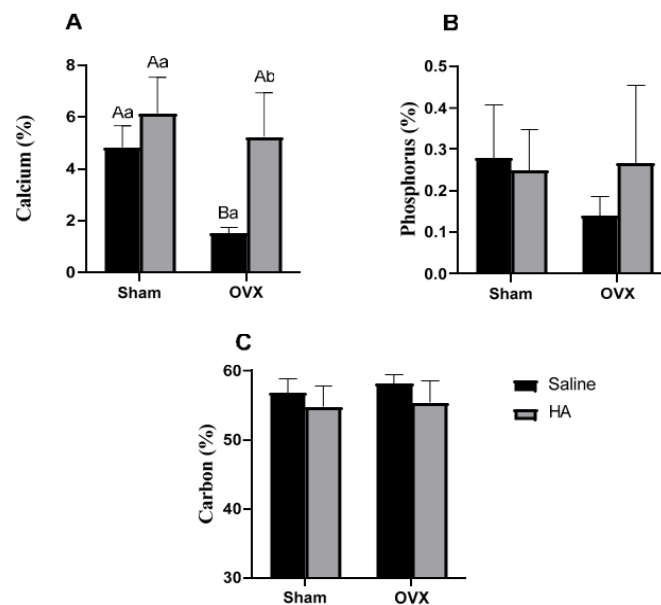 A
Calcium (%)
8
6
4
2
0
Aa
Aa
Ba
Ab
Sham
OVX
B
Phosphorus (%)
0.5
0.4
0.3
0.2
0.1
0.0
Sham
OVX
C
Carbon (%)
60
50
40
30
Sham
OVX
Saline
HA